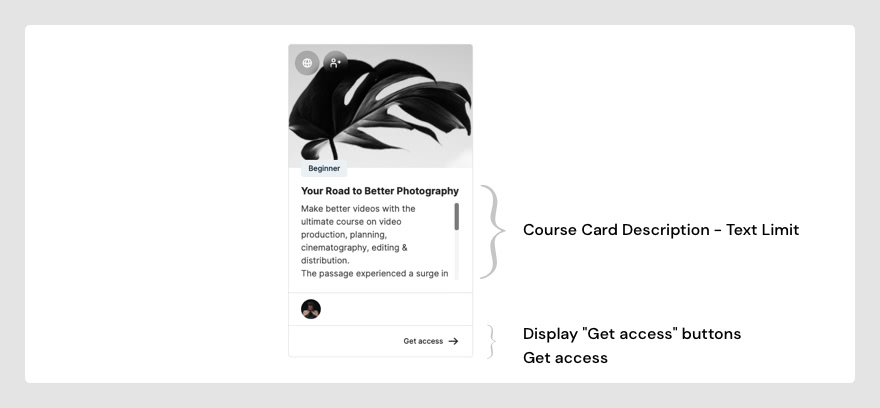 Beginner
Your Road to Better Photography
Make better videos with the
ultimate course on video
production, planning,
cinematography, editing &
distribution.
The passage experienced a surge in
Course Card Description - Text Limit
Get access
Display "Get access" buttons
Get access